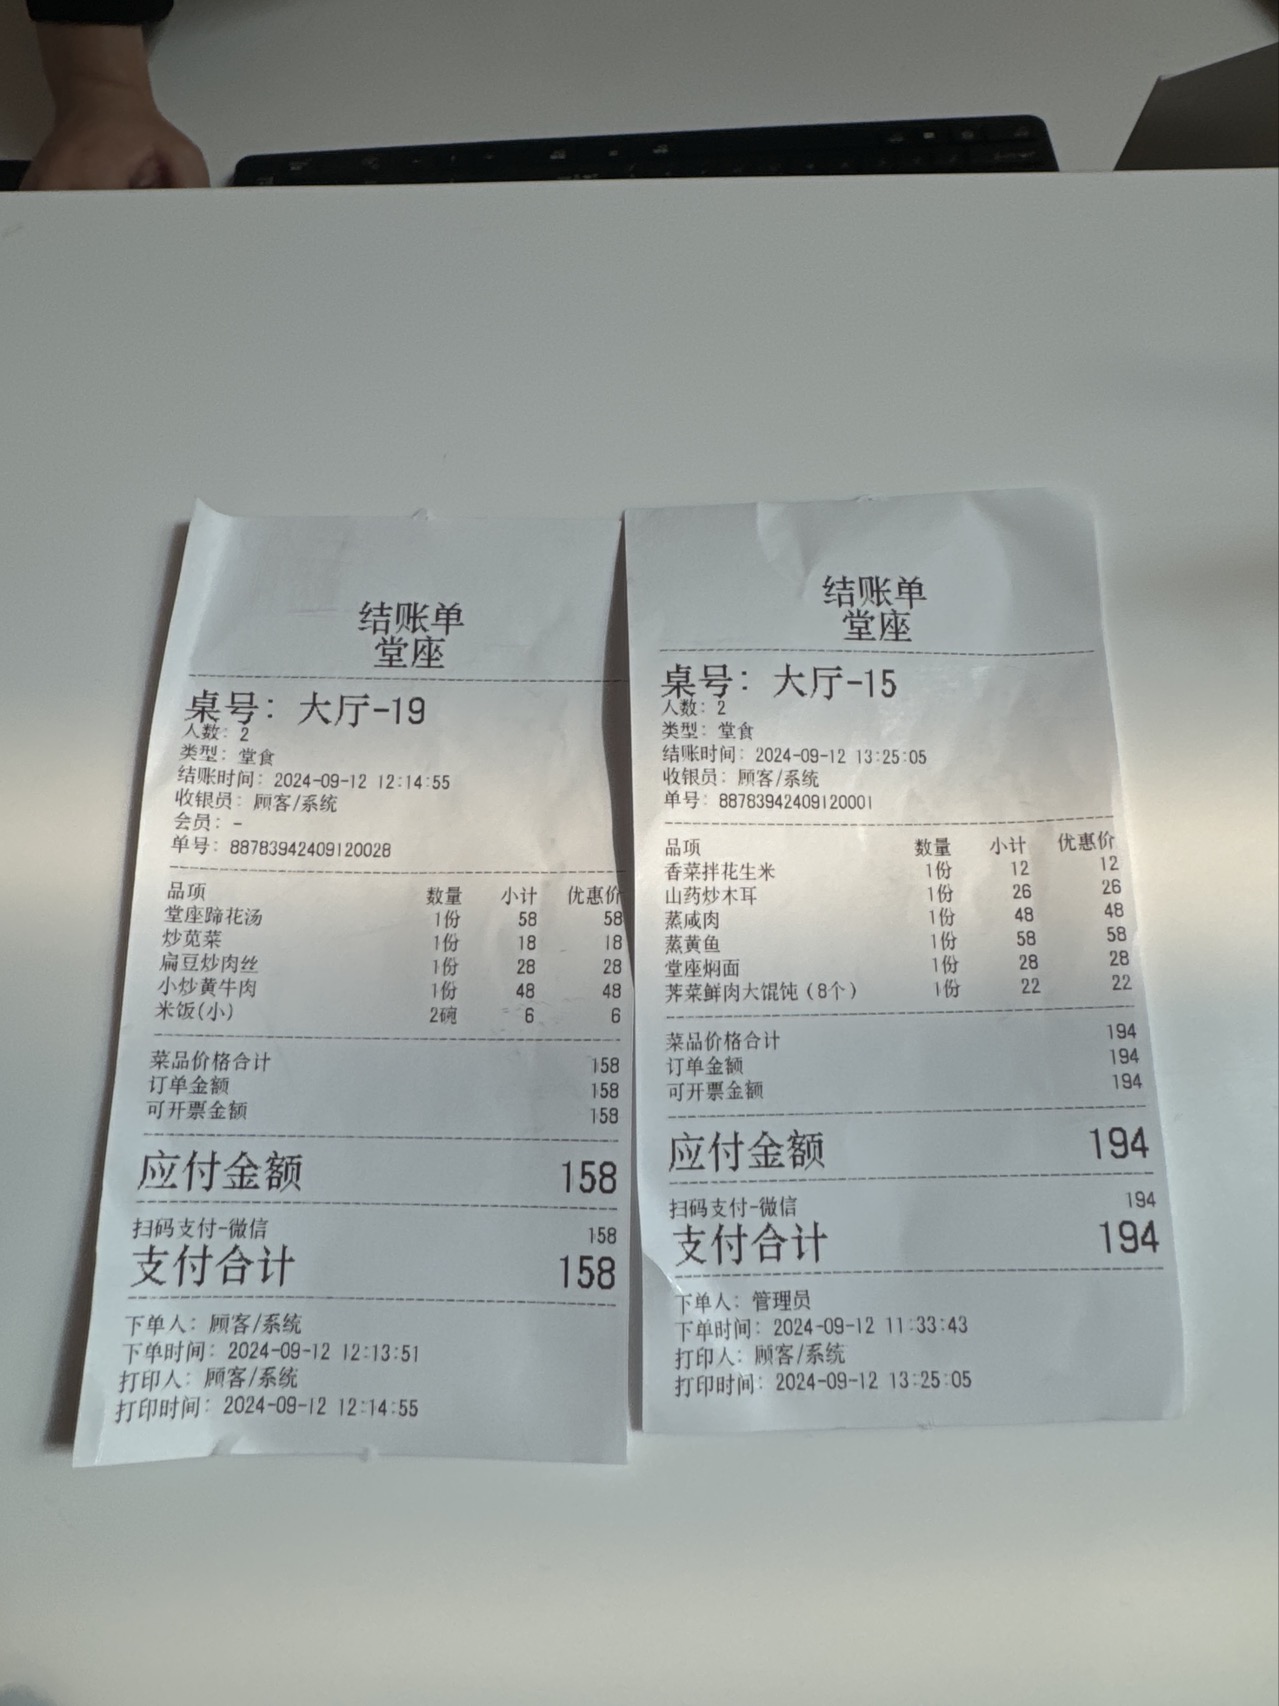 结账单
堂座
桌号：大厅-19
人数：2
类型：堂食
结账时间：2024-09-12 12:14:55
收银员：顾客/系统
会员：-
单号：88783942409120028
品项 数量 小计 优惠价
堂座蹄花汤 1份 58 58
炒苋菜 1份 18 18
扁豆炒肉丝 1份 28 28
小炒黄牛肉 1份 48 48
米饭(小) 2碗 6 6
菜品价格合计 158
订单金额 158
可开票金额 158
应付金额 158
扫码支付-微信 158
支付合计 158
下单人：顾客/系统
下单时间：2024-09-12 12:13:51
打印人：顾客/系统
打印时间：2024-09-12 12:14:55
结账单
堂座
桌号：大厅-15
人数：2
类型：堂食
结账时间：2024-09-12 13:25:05
收银员：顾客/系统
单号：88783942409120001
品项 数量 小计 优惠价
香菜拌花生米 1份 12 12
山药炒木耳 1份 26 26
蒸咸肉 1份 48 48
蒸黄鱼 1份 58 58
堂座焖面 1份 28 28
荠菜鲜肉大馄饨（8个） 1份 22 22
菜品价格合计 194
订单金额 194
可开票金额 194
应付金额 194
扫码支付-微信 194
支付合计 194
下单人：管理员
下单时间：2024-09-12 11:33:43
打印人：顾客/系统
打印时间：2024-09-12 13:25:05